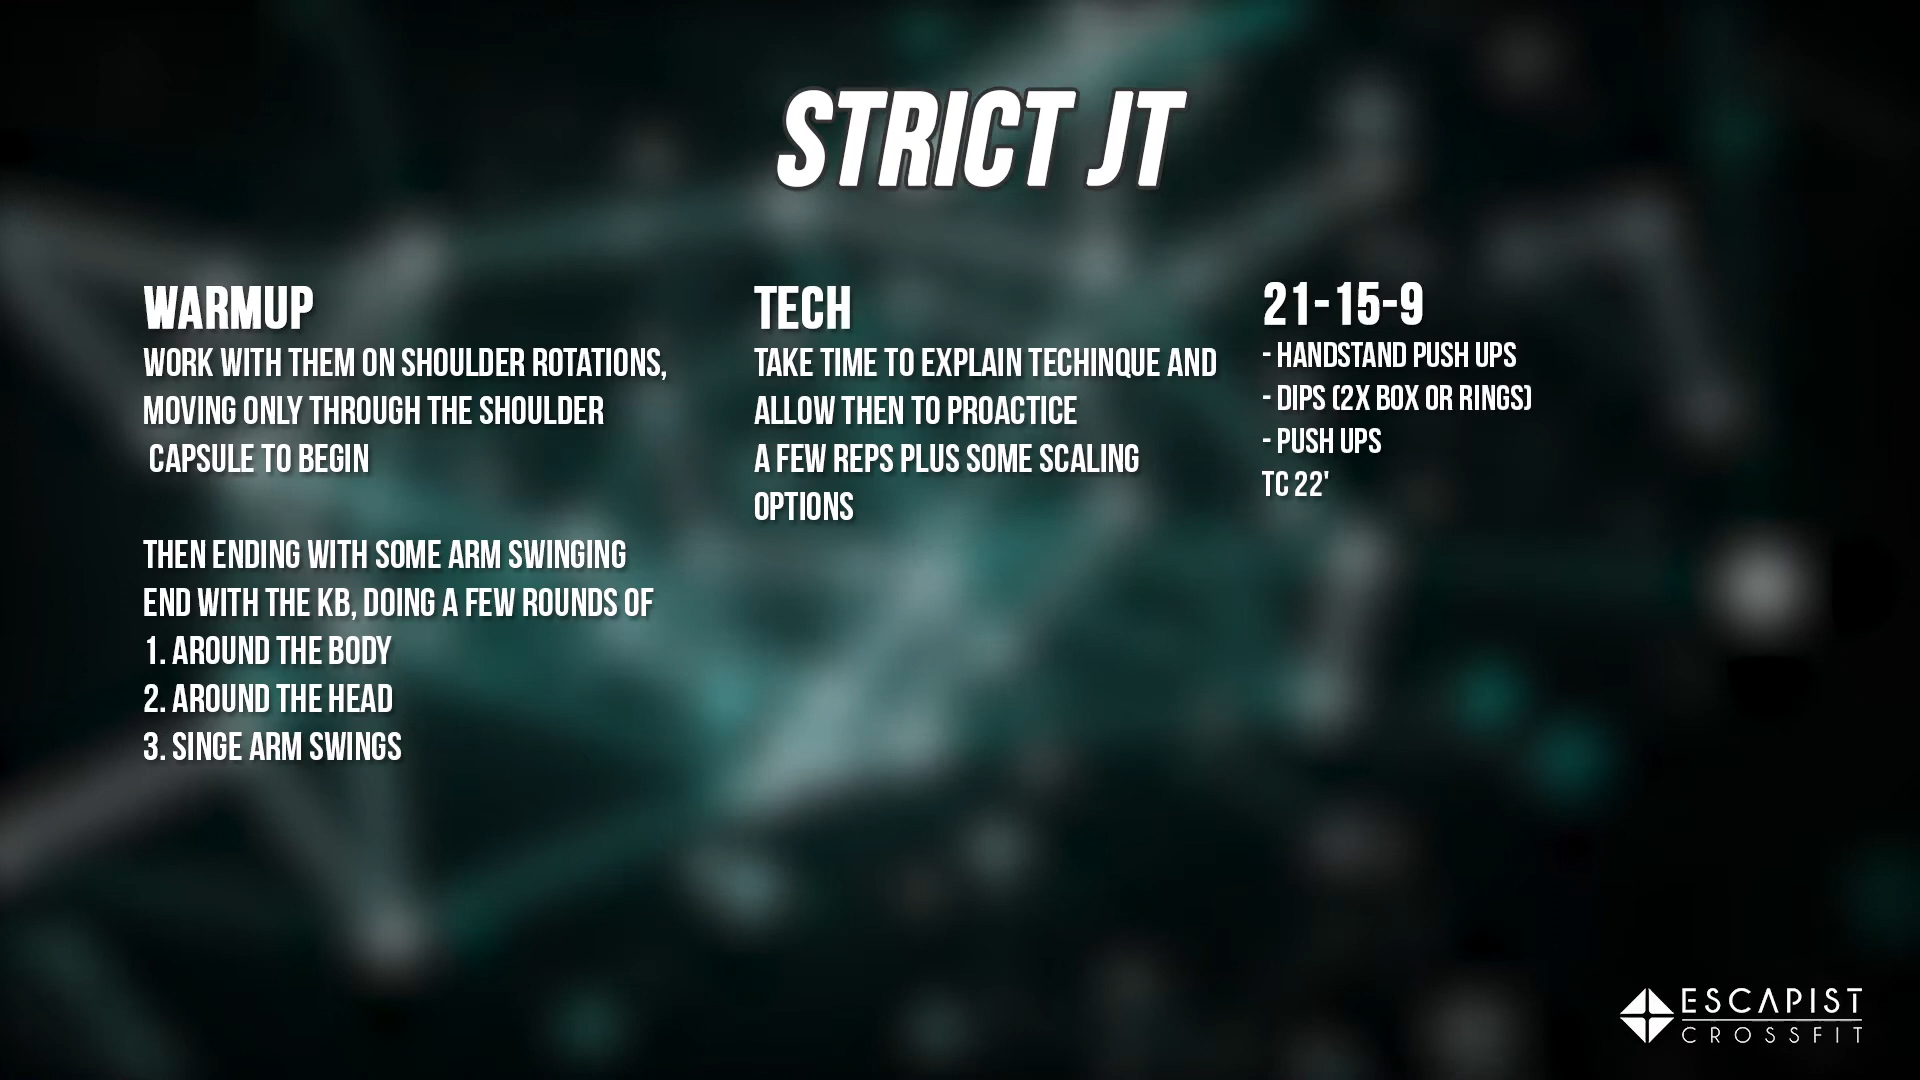 STRICT JT
WARMUP
WORK WITH THEM ON SHOULDER ROTATIONS,
MOVING ONLY THROUGH THE SHOULDER
CAPSULE TO BEGIN
THEN ENDING WITH SOME ARM SWINGING
END WITH THE KB, DOING A FEW ROUNDS OF
1. AROUND THE BODY
2. AROUND THE HEAD
3. SINGE ARM SWINGS
TECH
TAKE TIME TO EXPLAIN TECHINQUE AND
ALLOW THEN TO PROACTICE
A FEW REPS PLUS SOME SCALING
OPTIONS
21-15-9
- HANDSTAND PUSH UPS
- DIPS (2X BOX OR RINGS)
- PUSH UPS
TC 22'
ESCAPIST
CROSSFIT